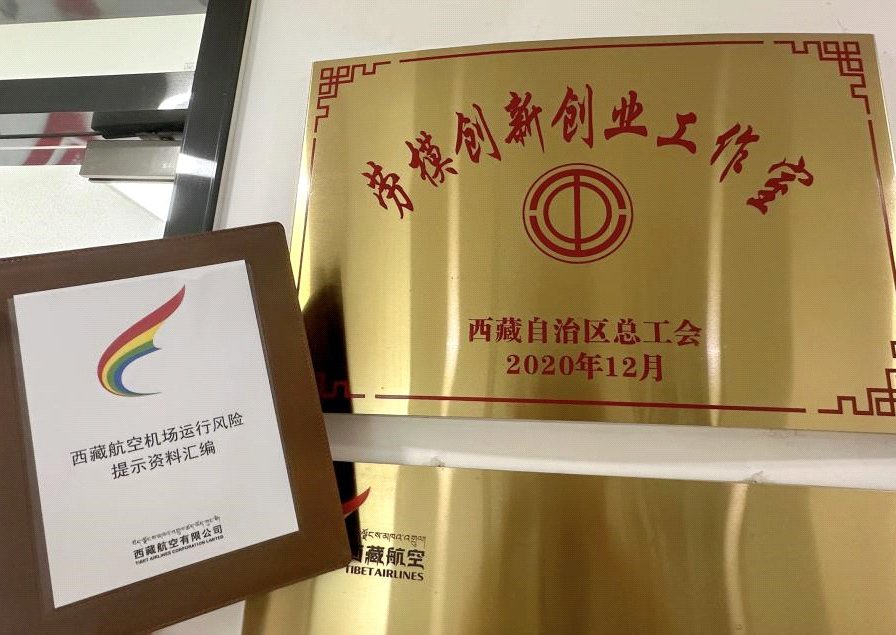 劳模创新创业工作室
西藏自治区总工会
2020年12月
西藏航空机场运行风险
提示资料汇编
西藏航空有限公司
TIBET AIRLINES CORPORATION LIMITED
西藏航空
TIBET AIRLINES